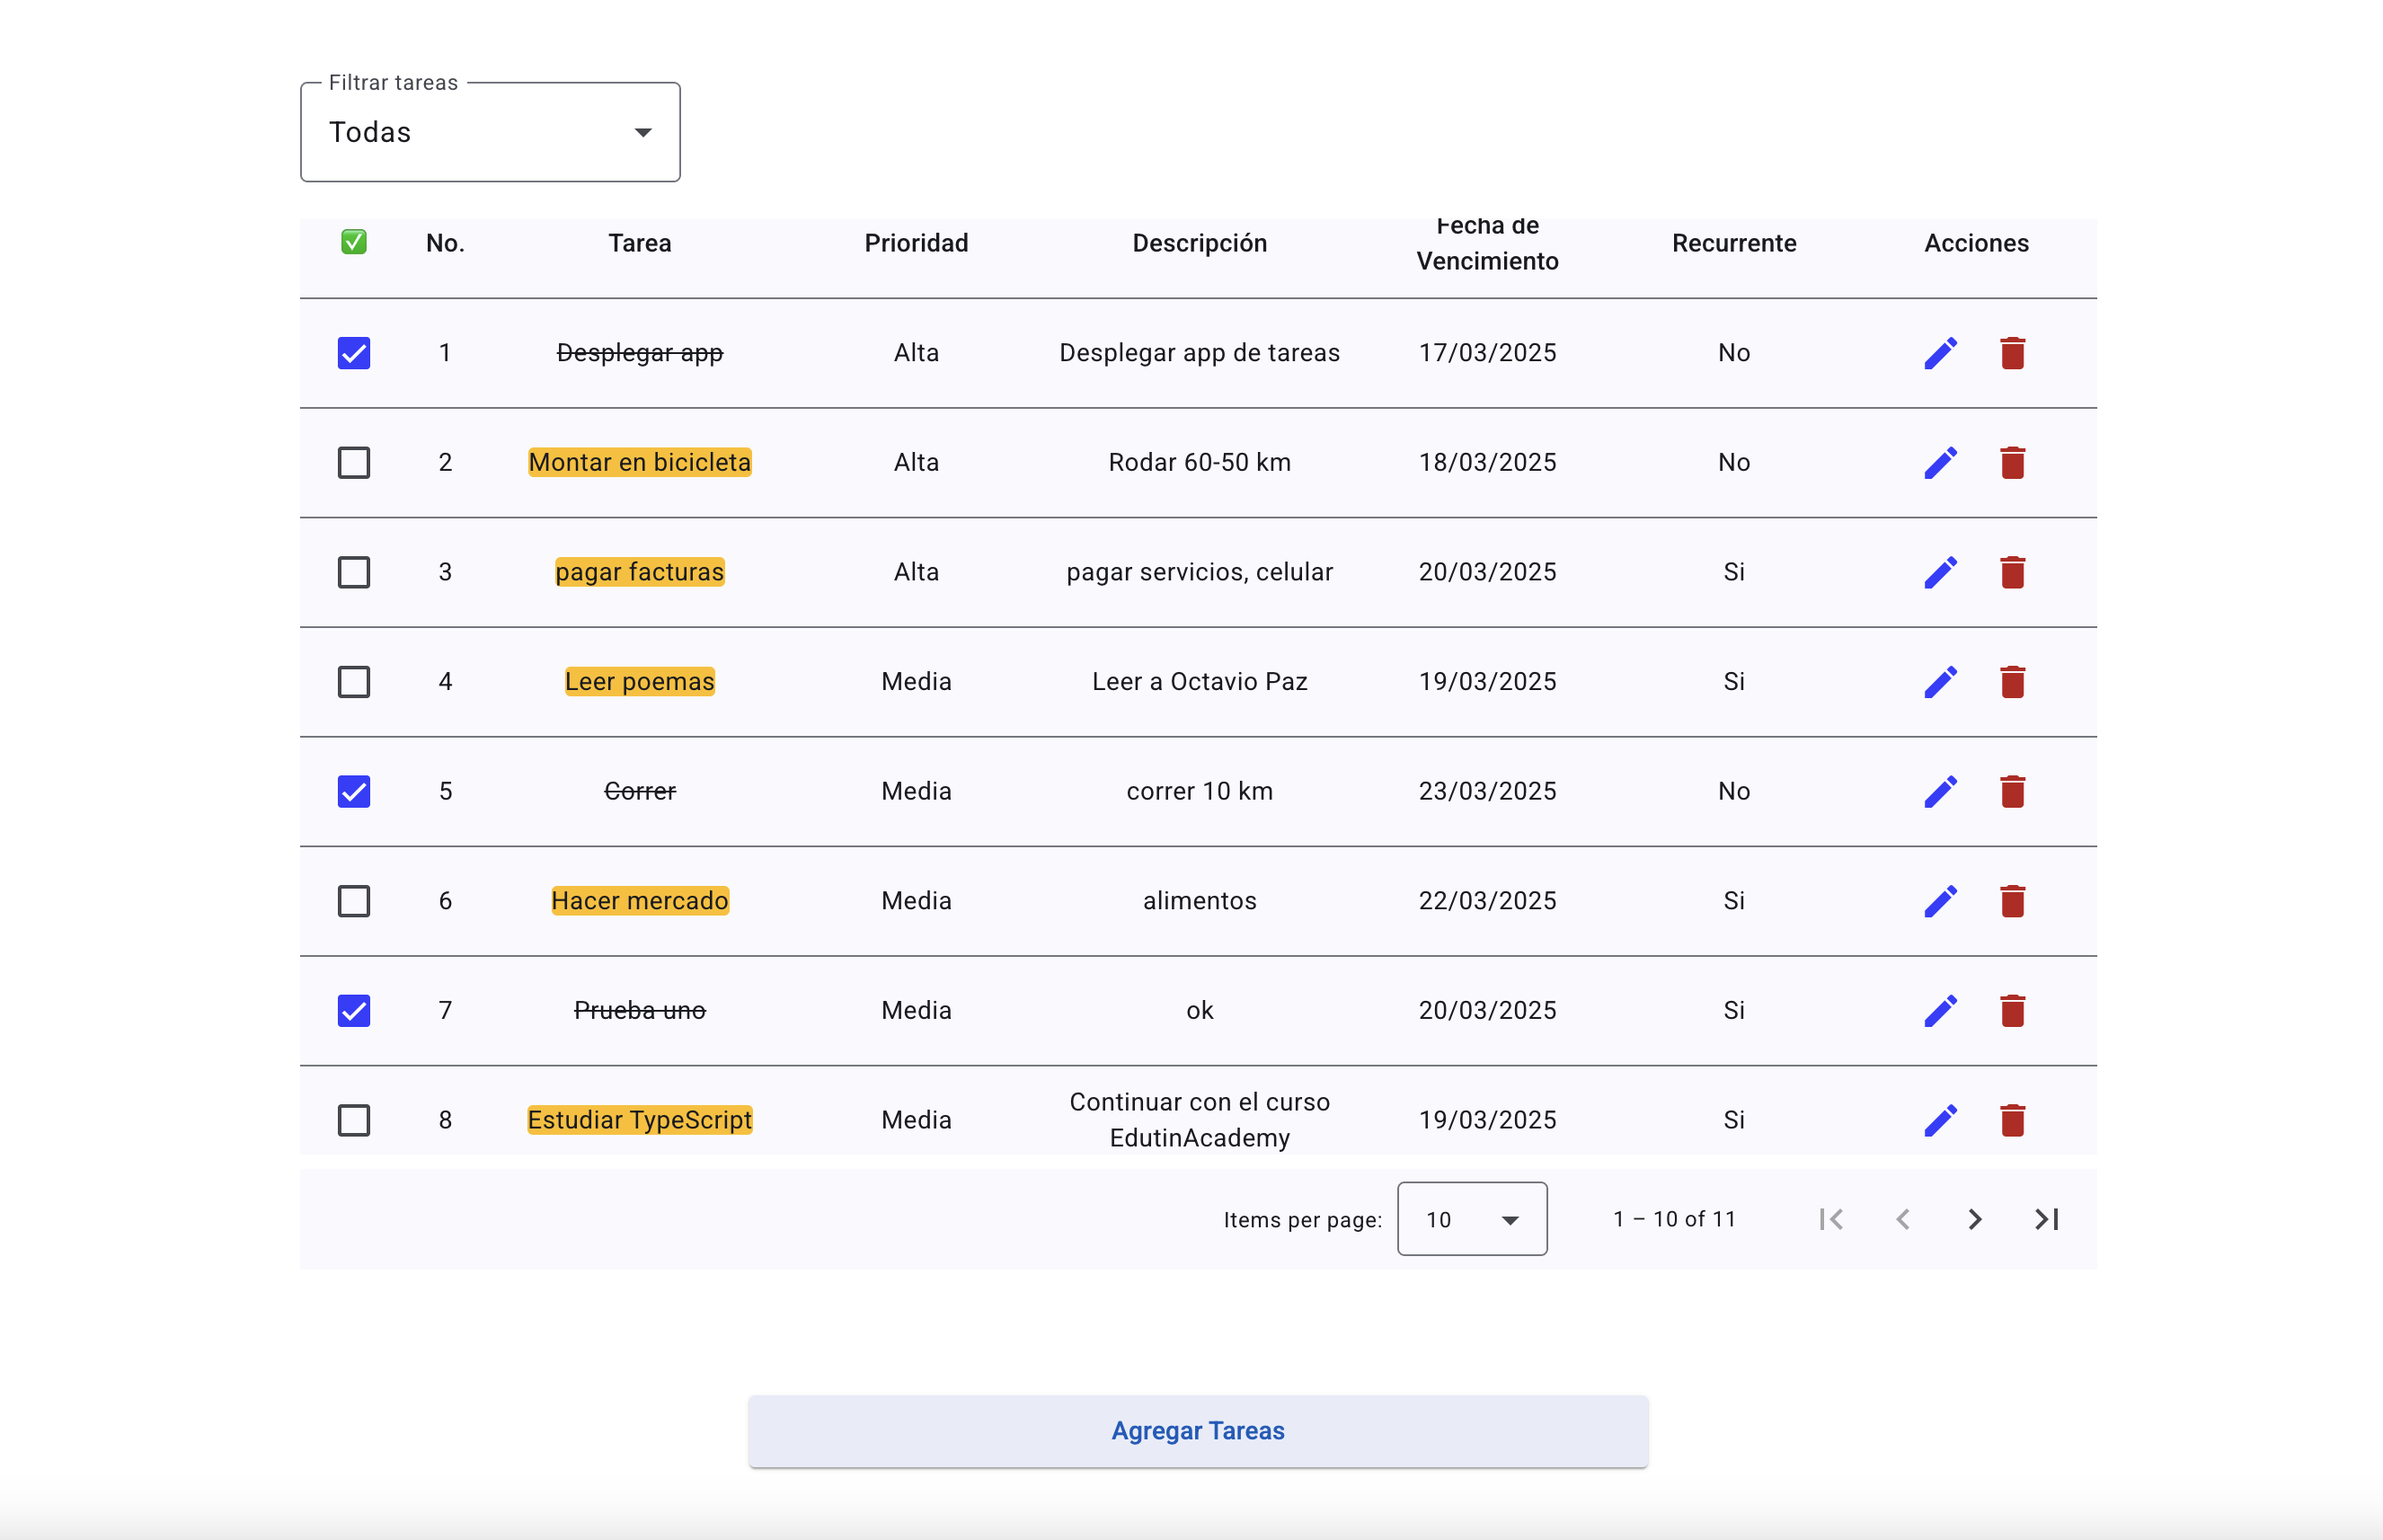 Filtrar tareas
Todas
✅ No. Tarea Prioridad Descripción Fecha de Vencimiento Recurrente Acciones
1 Desplegar app Alta Desplegar app de tareas 17/03/2025 No
2 Montar en bicicleta Alta Rodar 60-50 km 18/03/2025 No
3 pagar facturas Alta pagar servicios, celular 20/03/2025 Si
4 Leer poemas Media Leer a Octavio Paz 19/03/2025 Si
5 Correr Media correr 10 km 23/03/2025 No
6 Hacer mercado Media alimentos 22/03/2025 Si
7 Prueba uno Media ok 20/03/2025 Si
8 Estudiar TypeScript Media Continuar con el curso EdutinAcademy 19/03/2025 Si
Items per page: 10 1 – 10 of 11
Agregar Tareas